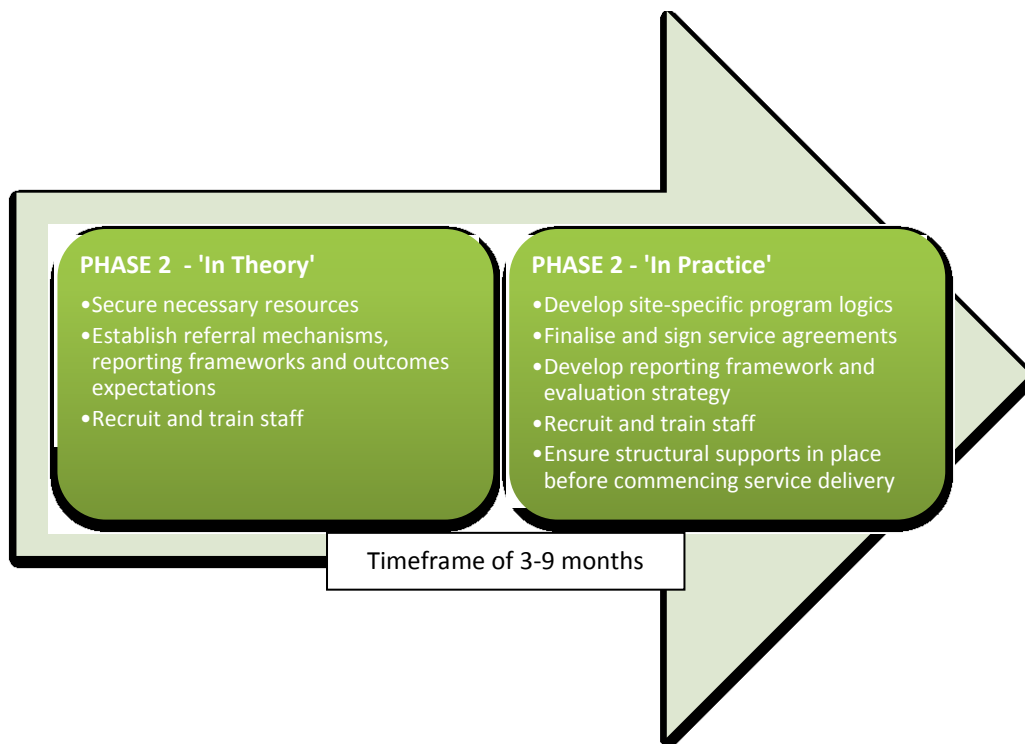 PHASE 2  - 'In Theory'
•Secure necessary resources
•Establish referral mechanisms,
reporting frameworks and outcomes
expectations
•Recruit and train staff
PHASE 2 - 'In Practice'
•Develop site-specific program logics
•Finalise and sign service agreements
•Develop reporting framework and
evaluation strategy
•Recruit and train staff
•Ensure structural supports in place
before commencing service delivery
Timeframe of 3-9 months